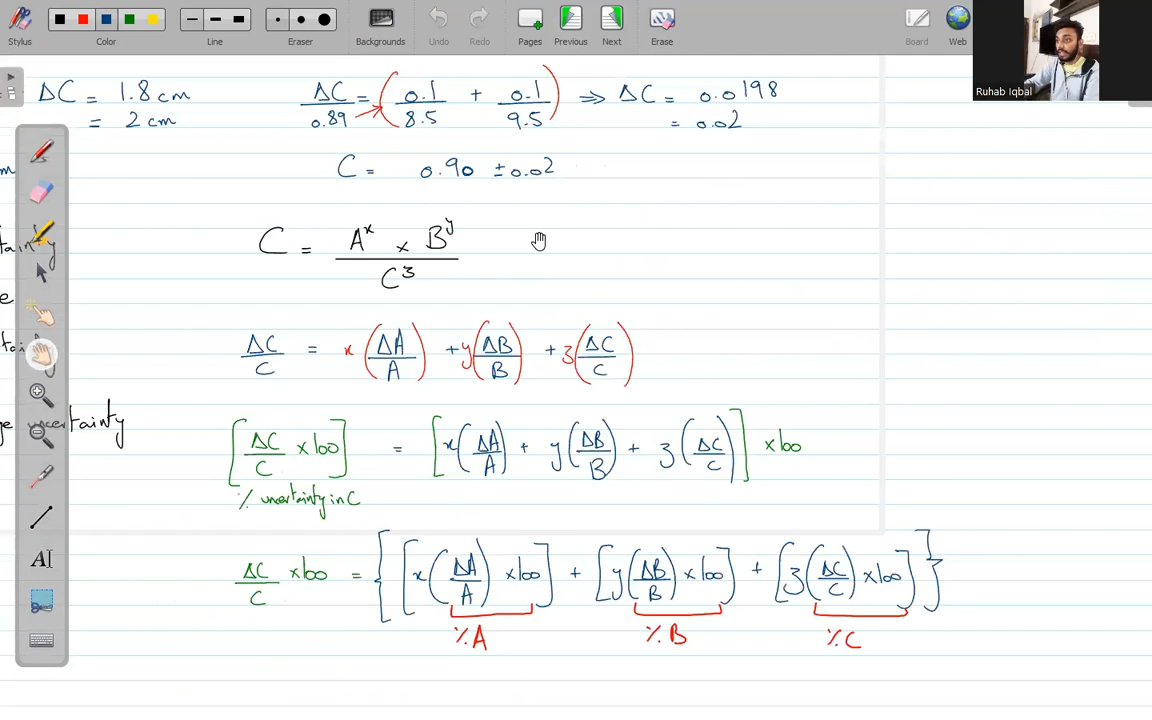 Stylus Color Line Eraser Backgrounds Undo Redo Pages Previous Next Erase Board Web
Ruhab Iqbal
ΔC = 1.8 cm
= 2 cm
ΔC/0.89 = (0.1/8.5 + 0.1/9.5) ⇒ ΔC = 0.0198
= 0.02
C = 0.90 ±0.02
m
C = A^x × B^y / C^3
ΔC/C = x(ΔA/A) + y(ΔB/B) + 3(ΔC/C)
uncertainty
[ΔC/C ×100] = [x(ΔA/A) + y(ΔB/B) + 3(ΔC/C)] ×100
% uncertainty in C
ΔC/C ×100 = {[x(ΔA/A) ×100] + [y(ΔB/B) ×100] + [3(ΔC/C) ×100]}
%A %B %C